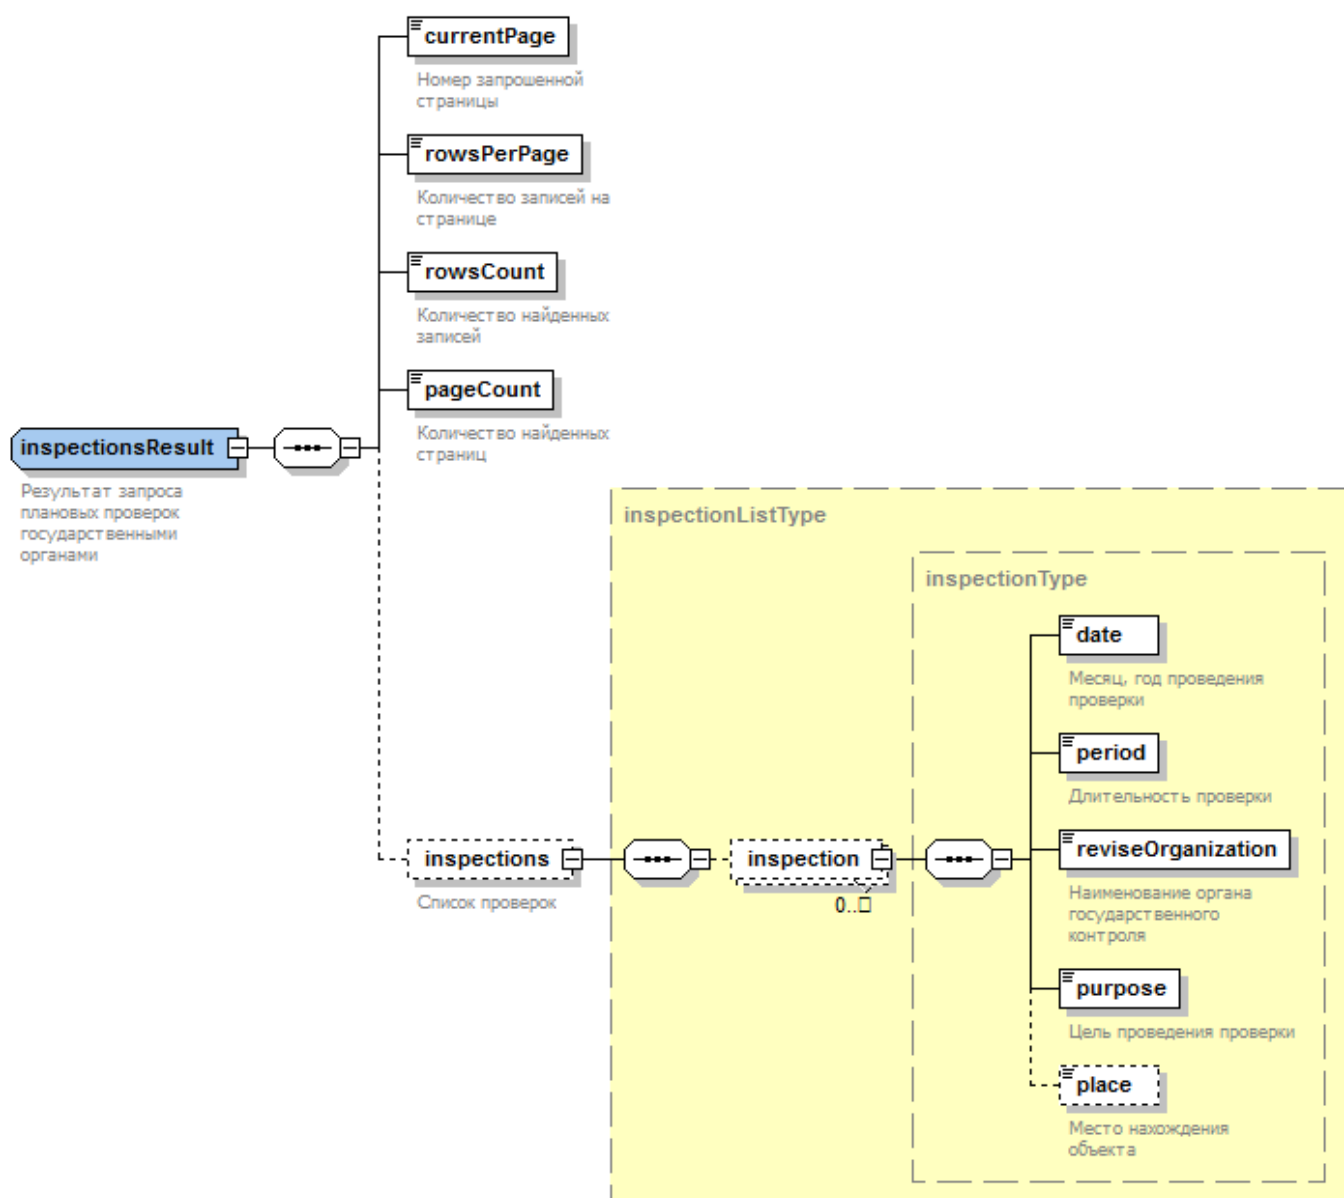 currentPage
Номер запрошенной
страницы
rowsPerPage
Количество записей на
странице
rowsCount
Количество найденных
записей
pageCount
Количество найденных
страниц
inspectionsResult
Результат запроса
плановых проверок
государственными
органами
inspectionListType
inspectionType
date
Месяц, год проведения
проверки
period
Длительность проверки
inspections
Список проверок
inspection
0..□
reviseOrganization
Наименование органа
государственного
контроля
purpose
Цель проведения проверки
place
Место нахождения
объекта